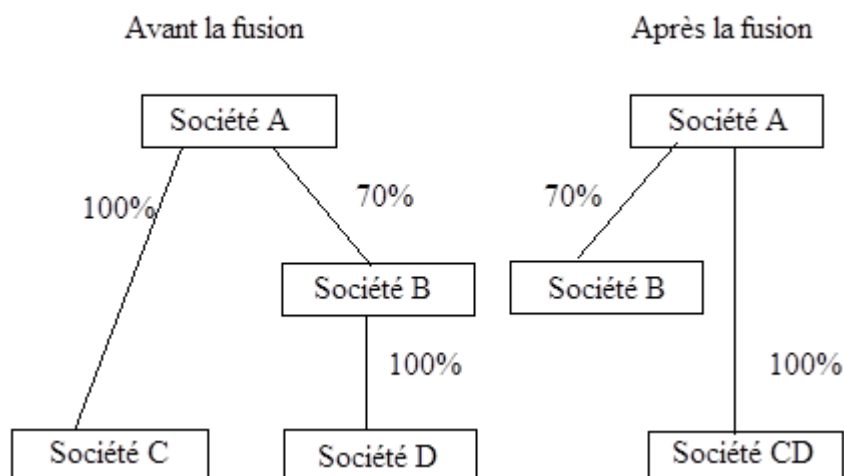 Avant la fusion
Après la fusion
Société A
Société A
100%
70%
70%
Société B
Société B
100%
100%
Société C
Société D
Société CD